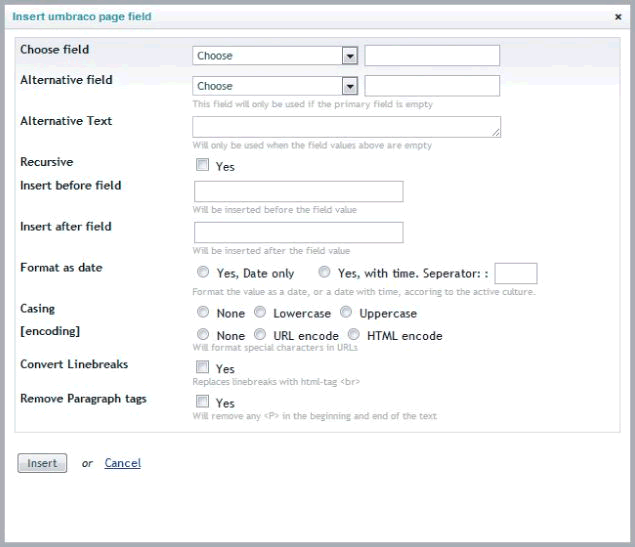 Insert umbraco page field
Choose field Choose
Alternative field Choose
This field will only be used if the primary field is empty
Alternative Text
Will only be used when the field values above are empty
Recursive Yes
Insert before field
Will be inserted before the field value
Insert after field
Will be inserted after the field value
Format as date Yes, Date only Yes, with time. Seperator: :
Format the value as a date, or a date with time, accoring to the active culture.
Casing None Lowercase Uppercase
[encoding] None URL encode HTML encode
Will format special characters in URLs
Convert Linebreaks Yes
Replaces linebreaks with html-tag <br>
Remove Paragraph tags Yes
Will remove any <P> in the beginning and end of the text
Insert or Cancel